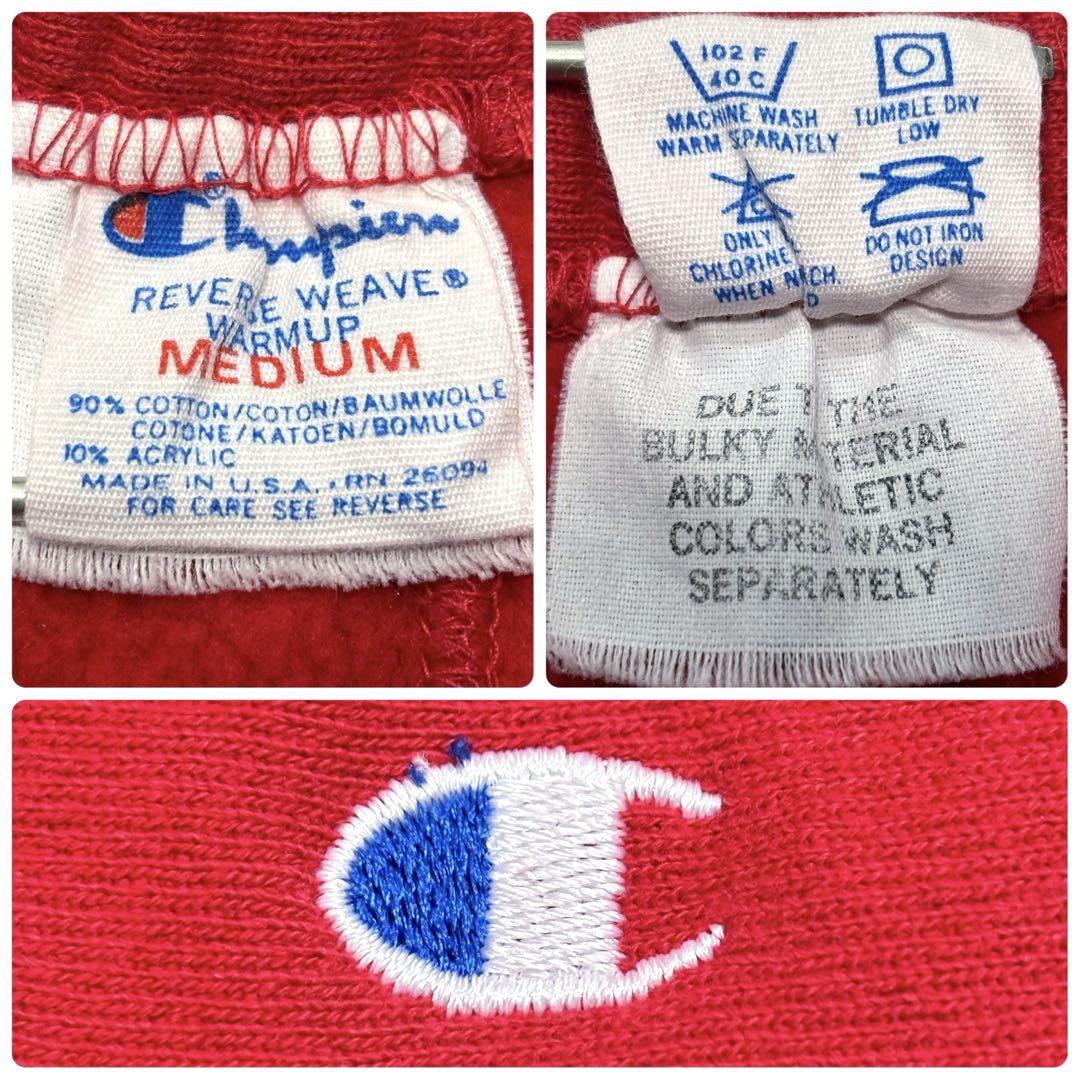 Champion®
REVERSE WEAVE®
WARMUP
MEDIUM
90% COTTON/COTON/BAUMWOLLE
COTONE/KATOEN/BOMULD
10% ACRYLIC
MADE IN U.S.A. • RN 26094
FOR CARE SEE REVERSE
102 F
40 C
MACHINE WASH
WARM SEPARATELY
TUMBLE DRY
LOW
ONLY
CHLORINE
WHEN
DO NOT IRON
DESIGN
DUE TO THE
BULKY MATERIAL
AND ATHLETIC
COLORS WASH
SEPARATELY
C